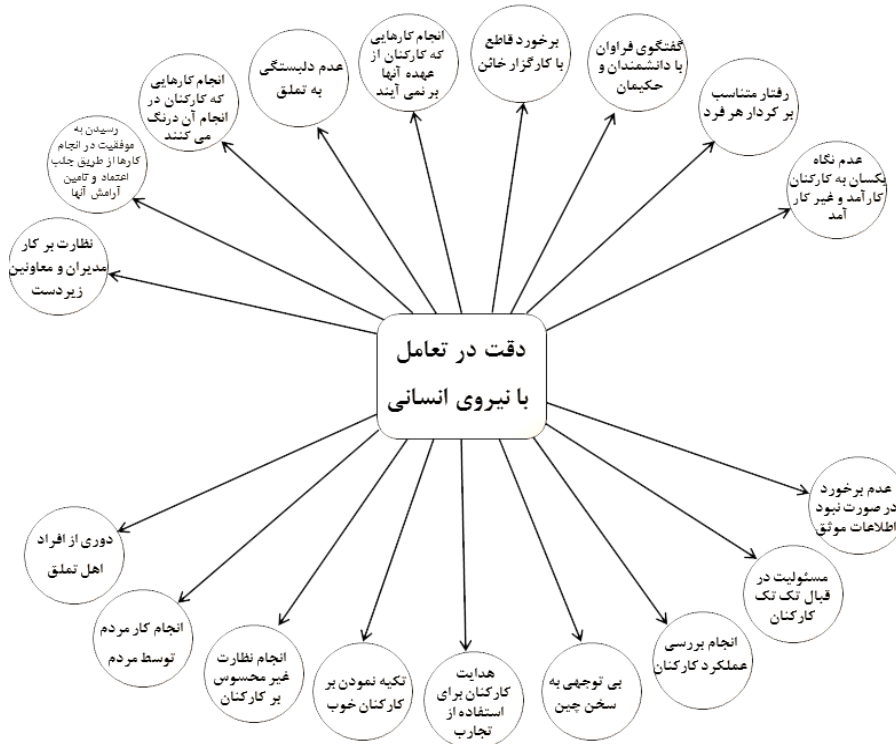 عدم نگاه
یکسان به کارکنان
کارآمد و غیر کار
آمد
رفتار متناسب
بر کردار هر فرد
گفتگوی فراوان
با دانشمندان و
حکیمان
برخورد قاطع
با کارگزار خائن
انجام کارهایی
که کارکنان از
عهده آنها
بر نمی آیند
عدم دلبستگی
به تملق
انجام کارهایی
که کارکنان در
انجام آن درنگ
می کنند
رسیدن به
موفقیت در انجام
کارها از طریق جلب
اعتماد و تامین
آرامش آنها
نظارت بر کار
مدیران و معاونین
زیردست
دقت در تعامل
با نیروی انسانی
عدم برخورد
در صورت نبود
اطلاعات موثق
مسئولیت در
قبال تک تک
کارکنان
انجام بررسی
عملکرد کارکنان
بی توجهی به
سخن چین
هدایت
کارکنان برای
استفاده از
تجارب
تکیه نمودن بر
کارکنان خوب
انجام نظارت
غیر محسوس
بر کارکنان
انجام کار مردم
توسط مردم
دوری از افراد
اهل تملق